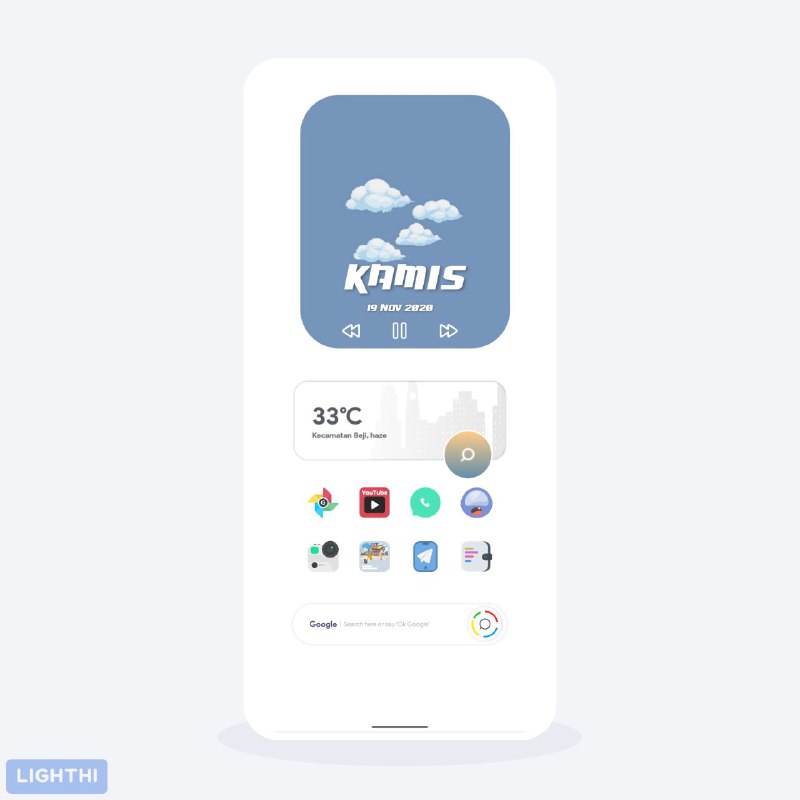 KAMIS
19 NOV 2020
33°C
Kecamatan Beji, haze
YouTube
Google | Search here or say "Ok Google"
LIGHTHI